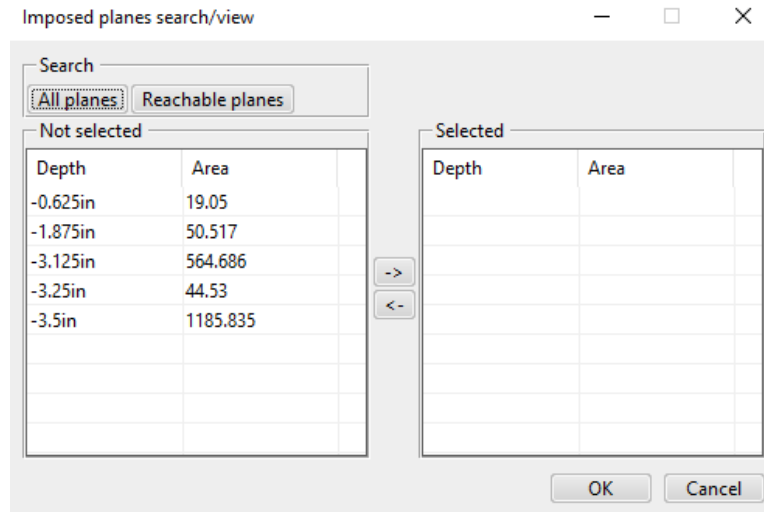 Imposed planes search/view
Search
All planes Reachable planes
Not selected
Depth Area
-0.625in 19.05
-1.875in 50.517
-3.125in 564.686
-3.25in 44.53
-3.5in 1185.835
->
<-
Selected
Depth Area
OK Cancel